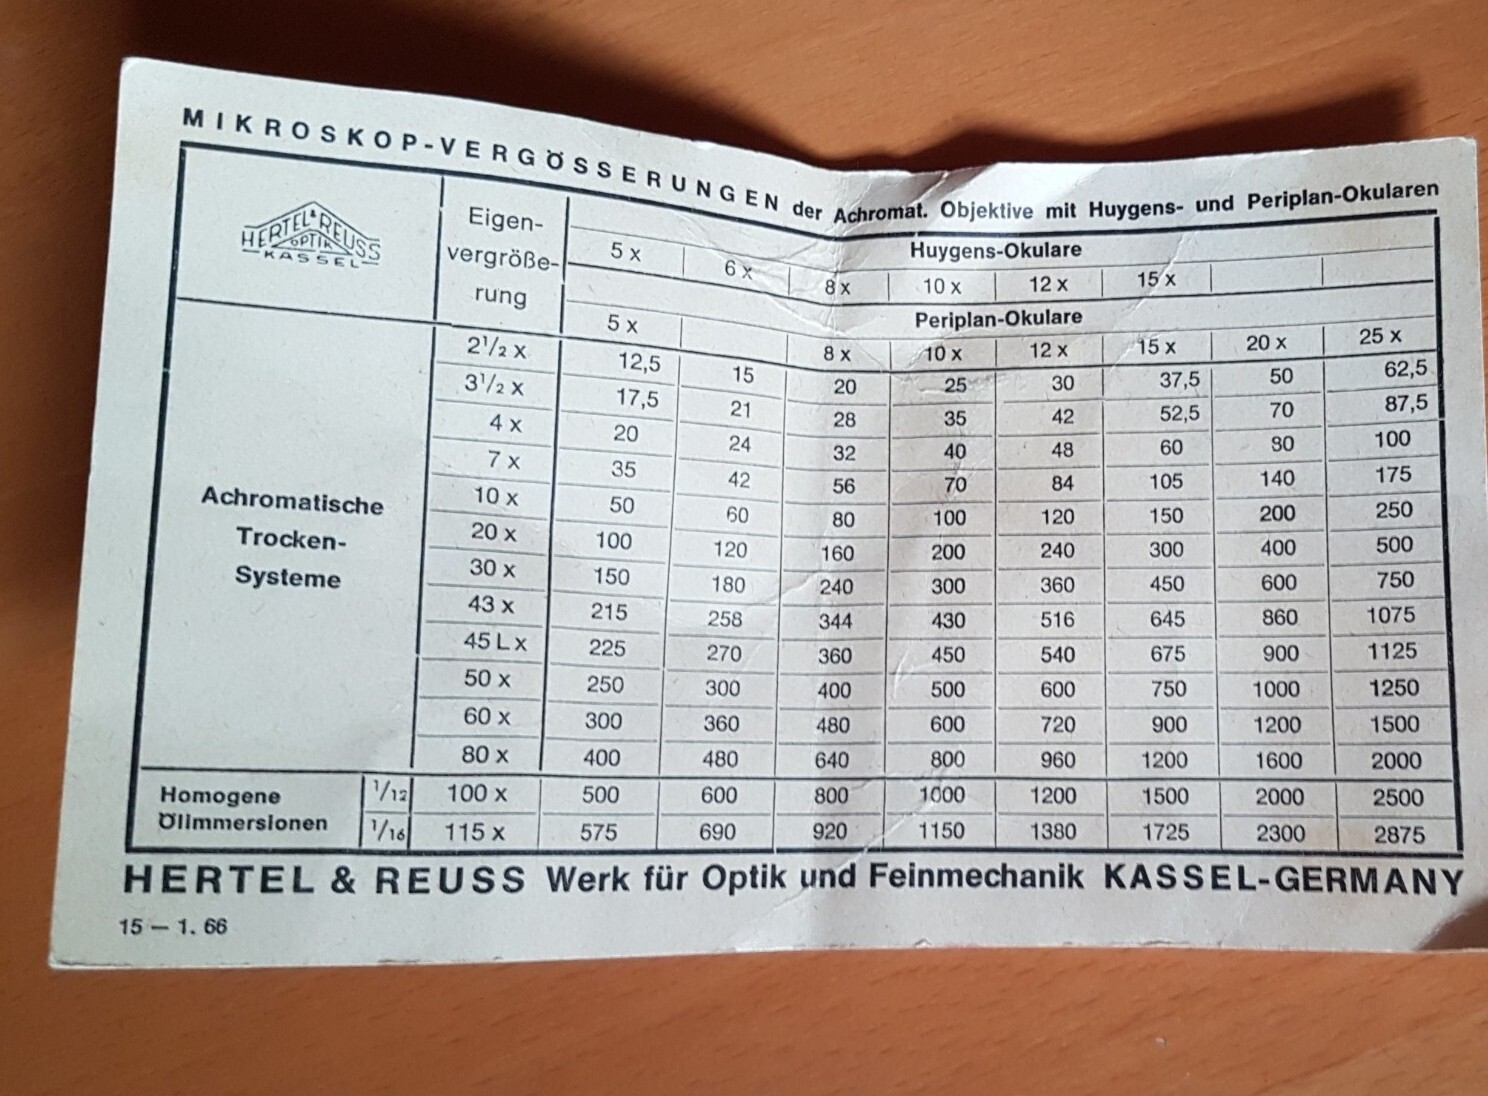 MIKROSKOP-VERGÖSSERUNGEN der Achromat. Objektive mit Huygens- und Periplan-Okularen
HERTEL & REUSS
OPTIK
KASSEL
Eigen-
vergröße-
rung
Huygens-Okulare
5 x 6 x 8 x 10 x 12 x 15 x
Periplan-Okulare
5 x 8 x 10 x 12 x 15 x 20 x 25 x
Achromatische
Trocken-
Systeme
2 1/2 x 12,5 15 20 25 30 37,5 50 62,5
3 1/2 x 17,5 21 28 35 42 52,5 70 87,5
4 x 20 24 32 40 48 60 80 100
7 x 35 42 56 70 84 105 140 175
10 x 50 60 80 100 120 150 200 250
20 x 100 120 160 200 240 300 400 500
30 x 150 180 240 300 360 450 600 750
43 x 215 258 344 430 516 645 860 1075
45 L x 225 270 360 450 540 675 900 1125
50 x 250 300 400 500 600 750 1000 1250
60 x 300 360 480 600 720 900 1200 1500
80 x 400 480 640 800 960 1200 1600 2000
Homogene
Ölimmersionen
1/12 100 x 500 600 800 1000 1200 1500 2000 2500
1/16 115 x 575 690 920 1150 1380 1725 2300 2875
HERTEL & REUSS Werk für Optik und Feinmechanik KASSEL-GERMANY
15 — 1. 66